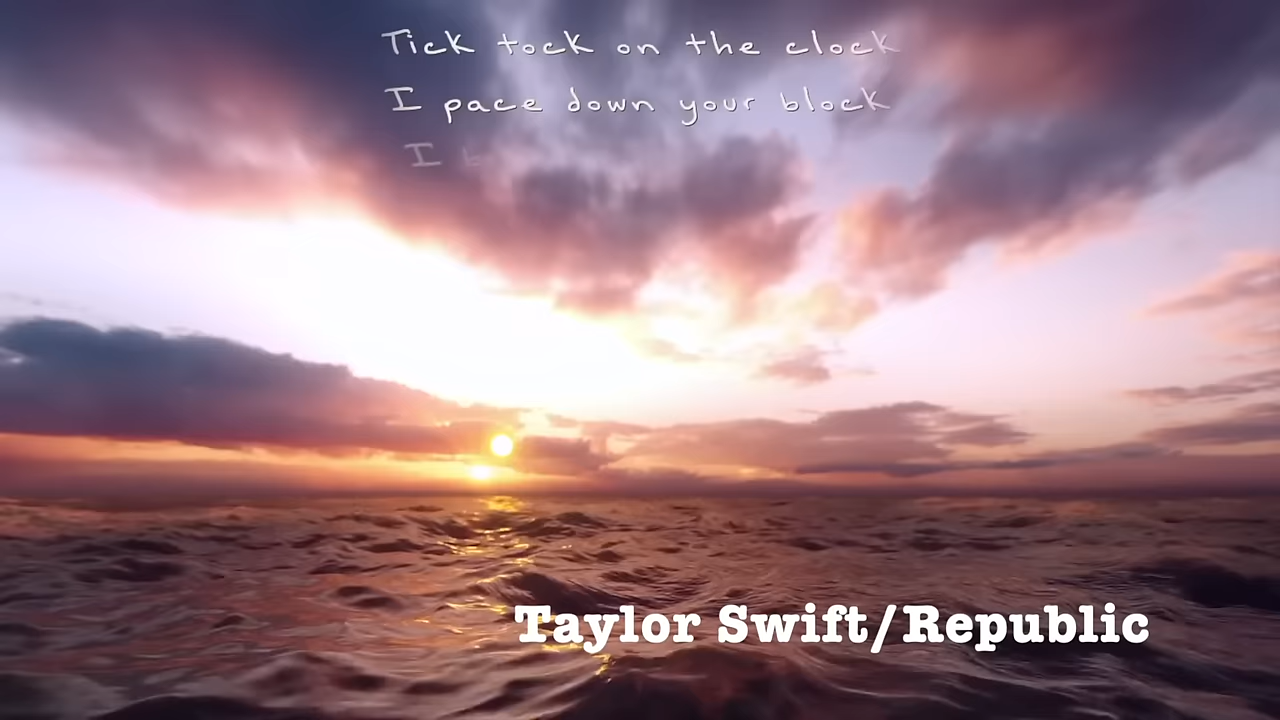 Tick tock on the clock
I pace down your block
I b
Taylor Swift/Republic